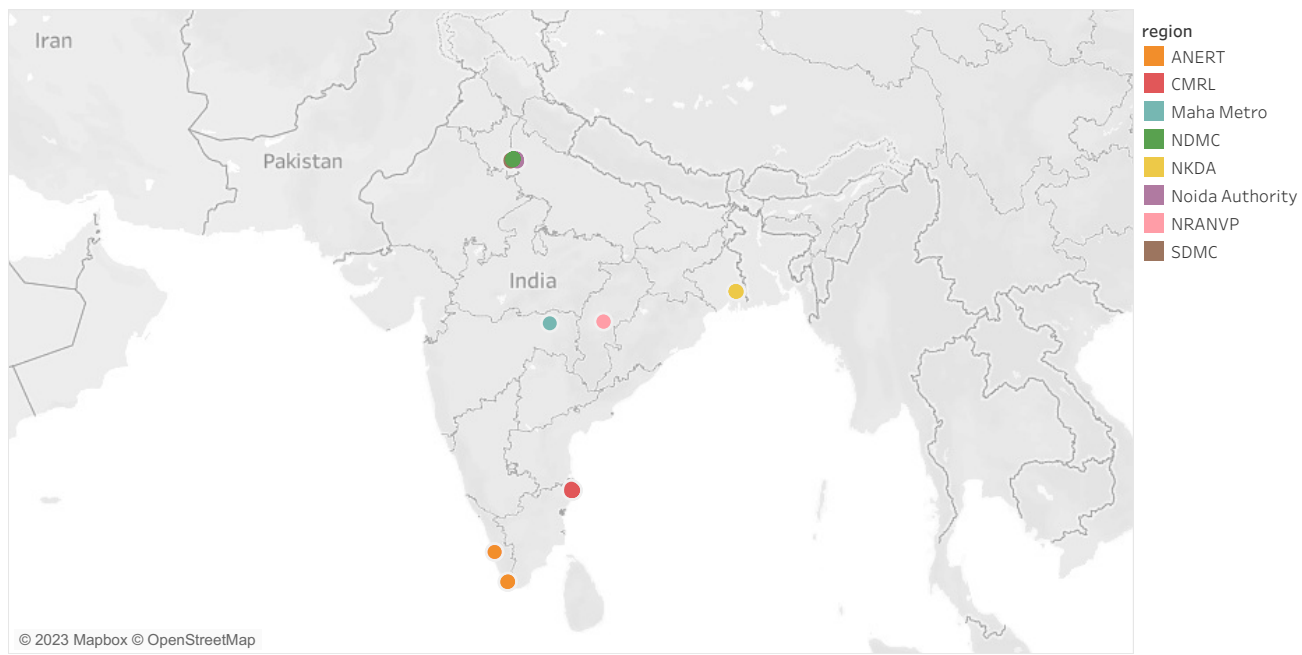 Iran
Pakistan
India
© 2023 Mapbox © OpenStreetMap
region
ANERT
CMRL
Maha Metro
NDMC
NKDA
Noida Authority
NRANVP
SDMC